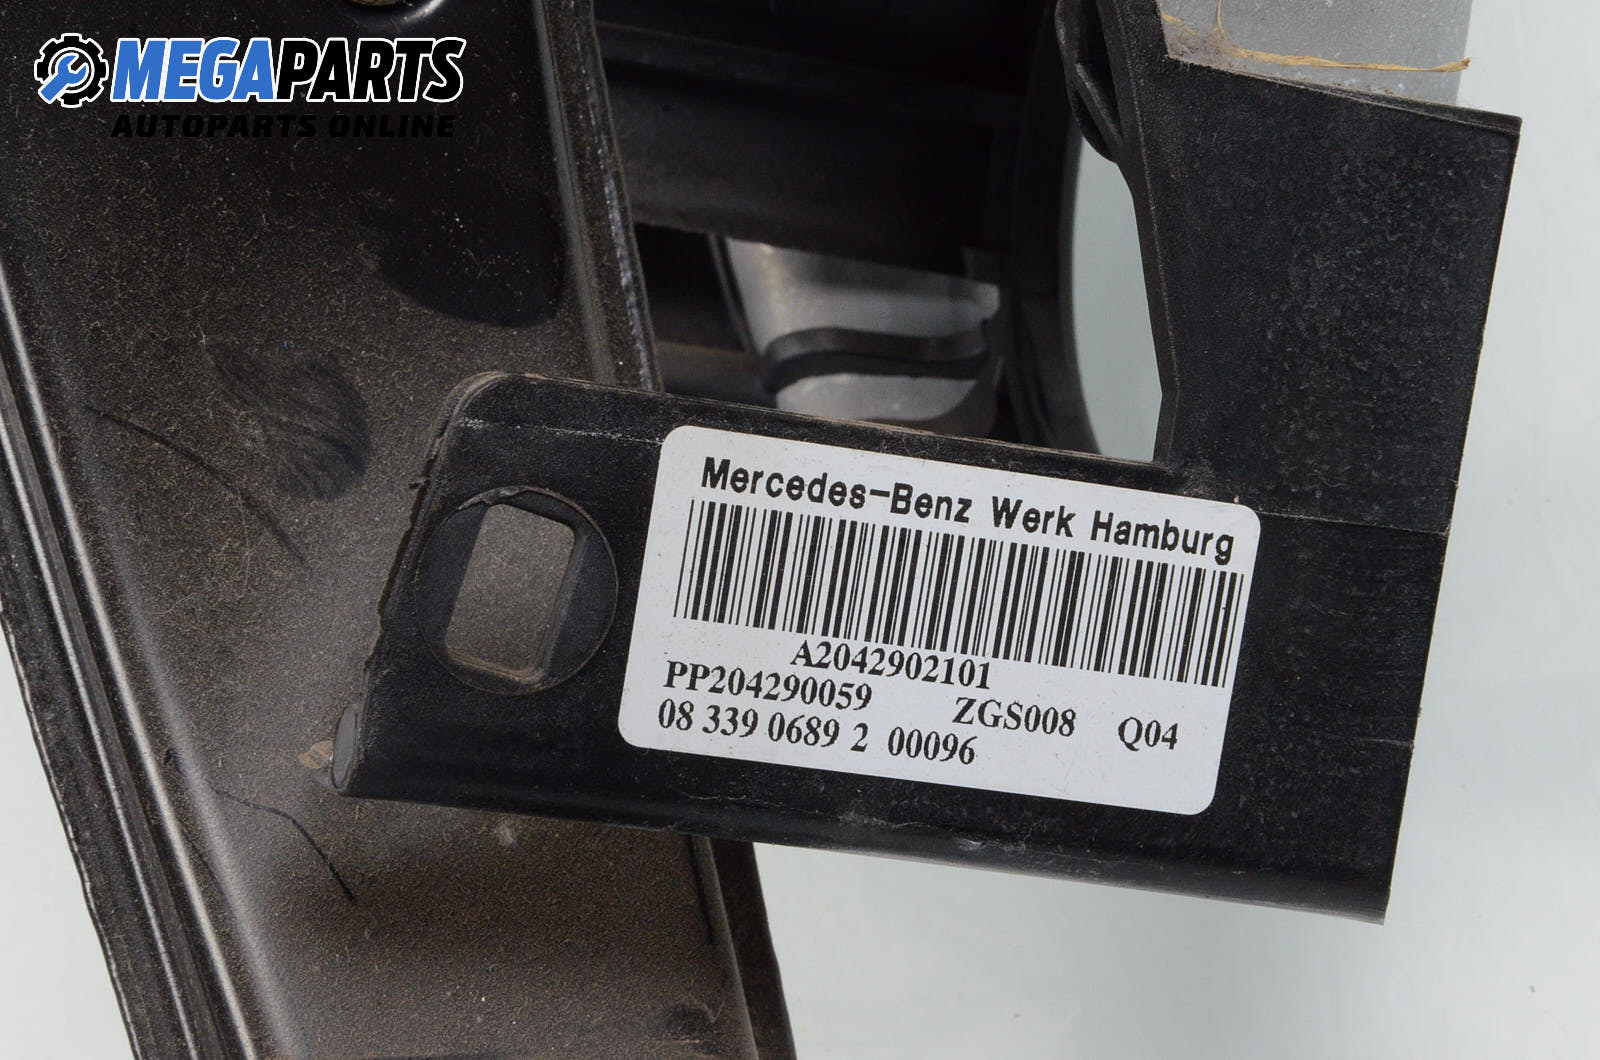 MEGAPARTS
AUTOPARTS ONLINE
Mercedes-Benz Werk Hamburg
A2042902101
PP204290059 ZGS008 Q04
08 339 0689 2 00096